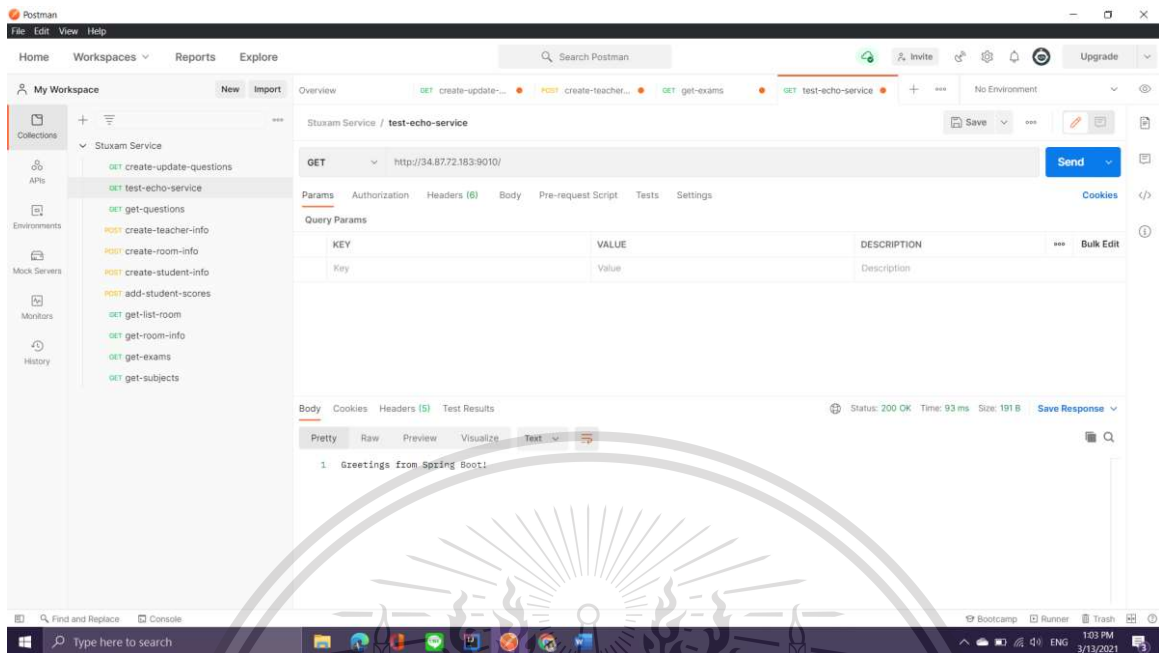 Postman
File Edit View Help
Home Workspaces Reports Explore
Search Postman
Invite
Upgrade
My Workspace
New Import
Overview
GET create-update-...
POST create-teacher...
GET get-exams
GET test-echo-service
No Environment
Collections
APIs
Environments
Mock Servers
Monitors
History
Stuxam Service
GET create-update-questions
GET test-echo-service
GET get-questions
POST create-teacher-info
POST create-room-info
POST create-student-info
POST add-student-scores
GET get-list-room
GET get-room-info
GET get-exams
GET get-subjects
Stuxam Service / test-echo-service
Save
GET http://34.87.72.183:9010/
Send
Params Authorization Headers (6) Body Pre-request Script Tests Settings
Cookies
Query Params
KEY VALUE DESCRIPTION
Bulk Edit
Key Value Description
Body Cookies Headers (5) Test Results
Status: 200 OK Time: 93 ms Size: 191 B Save Response
Pretty Raw Preview Visualize Text
1 Greetings from Spring Boot!
Find and Replace Console
Bootcamp Runner Trash
Type here to search
ENG
1:03 PM
3/13/2021
3